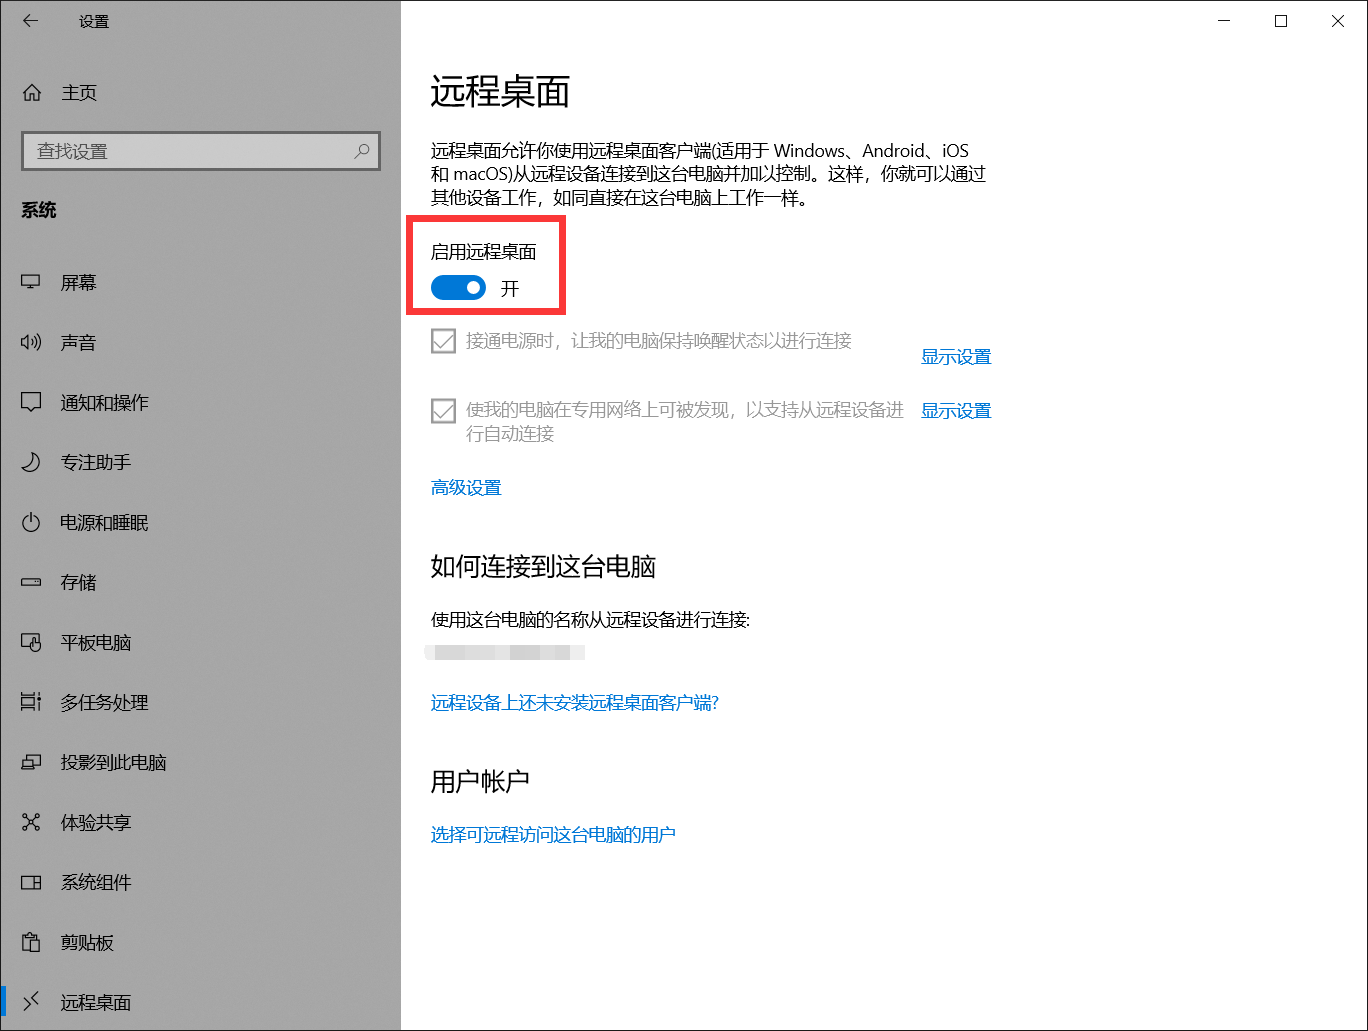 设置
主页
查找设置
系统
屏幕
声音
通知和操作
专注助手
电源和睡眠
存储
平板电脑
多任务处理
投影到此电脑
体验共享
系统组件
剪贴板
远程桌面
远程桌面
远程桌面允许你使用远程桌面客户端(适用于 Windows、Android、iOS
和 macOS)从远程设备连接到这台电脑并加以控制。这样，你就可以通过
其他设备工作，如同直接在这台电脑上工作一样。
启用远程桌面
开
接通电源时，让我的电脑保持唤醒状态以进行连接
显示设置
使我的电脑在专用网络上可被发现，以支持从远程设备进
行自动连接
显示设置
高级设置
如何连接到这台电脑
使用这台电脑的名称从远程设备进行连接:
远程设备上还未安装远程桌面客户端?
用户帐户
选择可远程访问这台电脑的用户